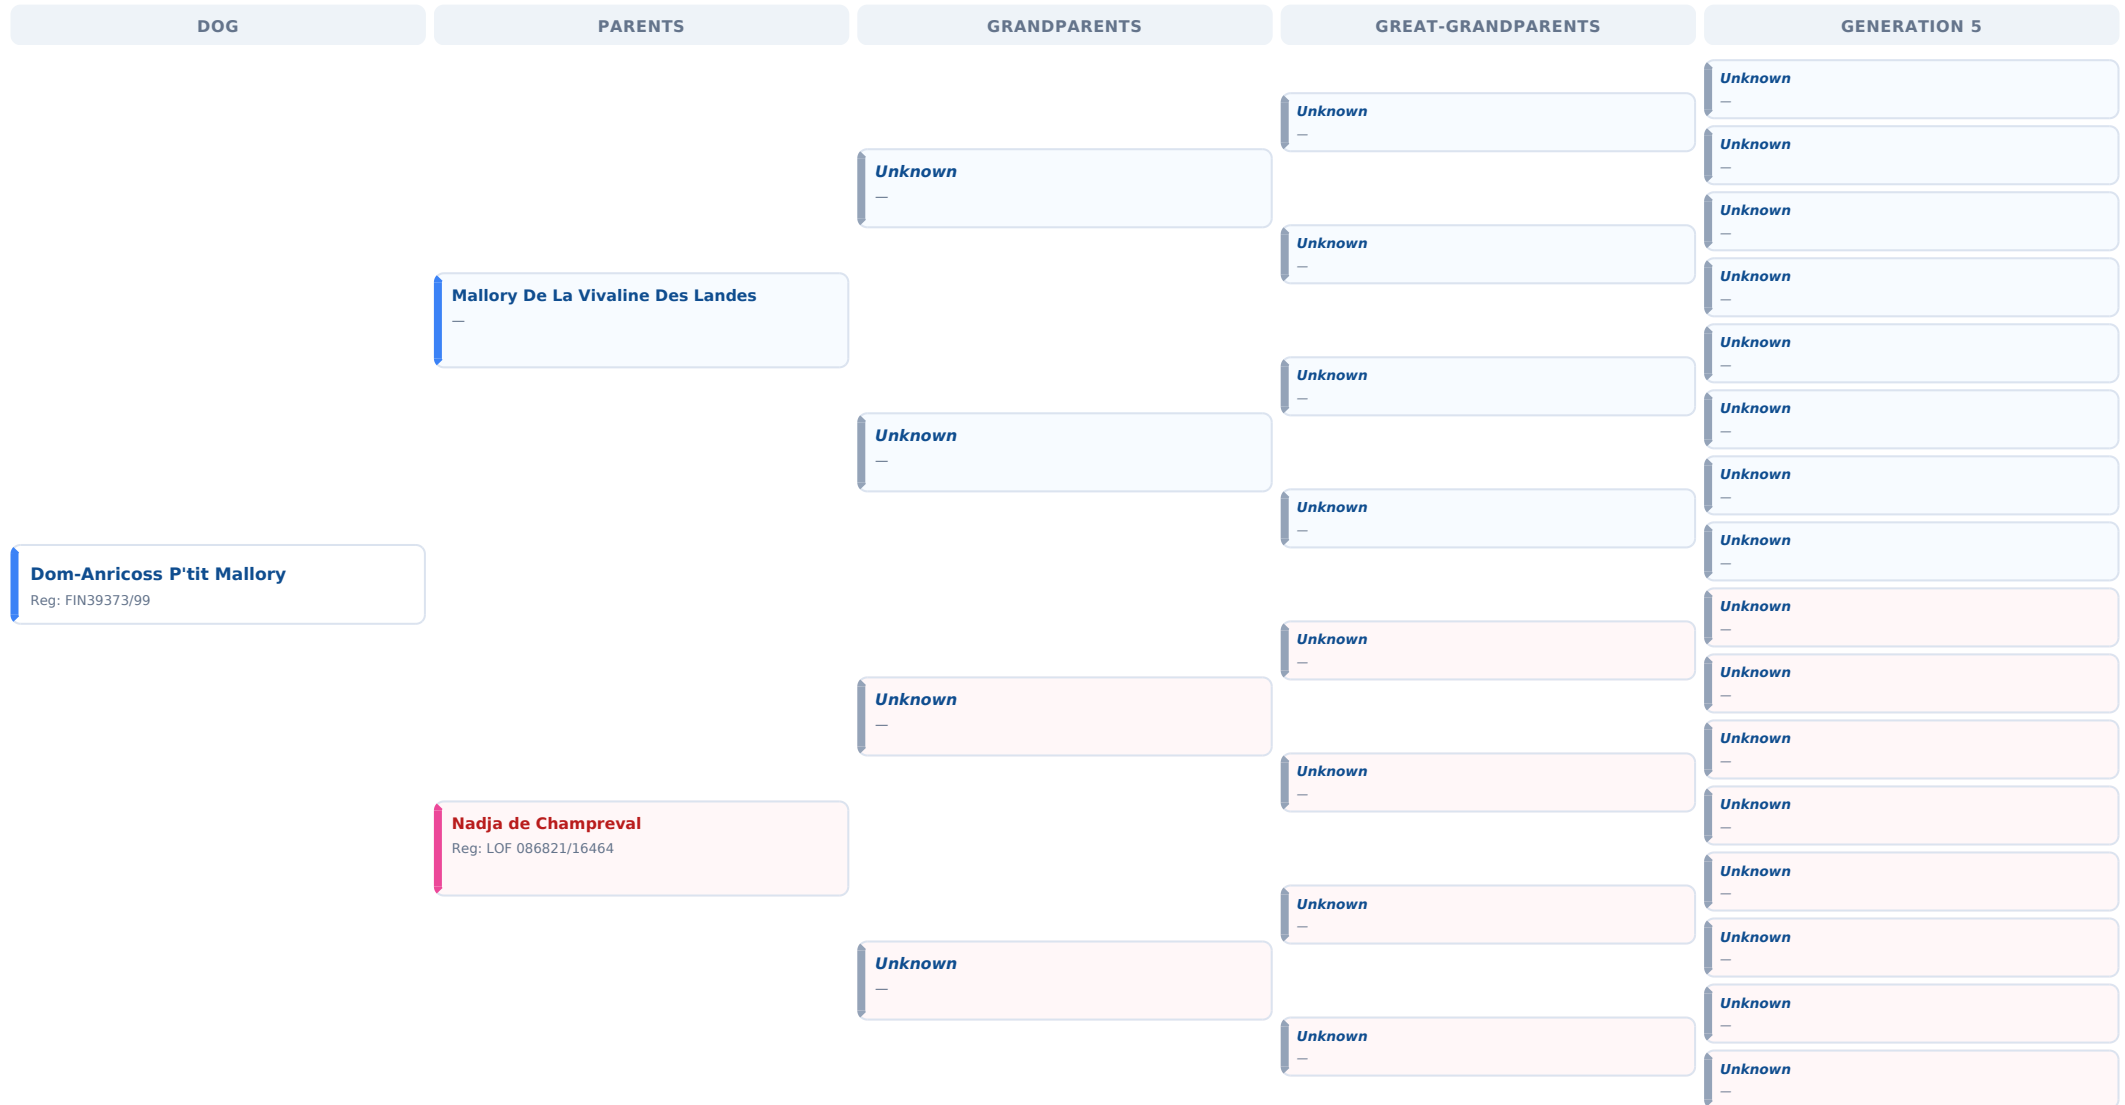 DOG
PARENTS
GRANDPARENTS
GREAT-GRANDPARENTS
GENERATION 5
Dom-Anricoss P'tit Mallory
Reg: FIN39373/99
Mallory De La Vivaline Des Landes
—
Nadja de Champreval
Reg: LOF 086821/16464
Unknown
—
Unknown
—
Unknown
—
Unknown
—
Unknown
—
Unknown
—
Unknown
—
Unknown
—
Unknown
—
Unknown
—
Unknown
—
Unknown
—
Unknown
—
Unknown
—
Unknown
—
Unknown
—
Unknown
—
Unknown
—
Unknown
—
Unknown
—
Unknown
—
Unknown
—
Unknown
—
Unknown
—
Unknown
—
Unknown
—
Unknown
—
Unknown
—